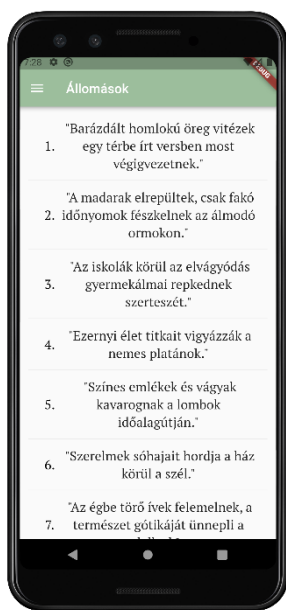 7:28
DEBUG
Állomások
"Barázdált homlokú öreg vitézek
1. egy térbe írt versben most
végigvezetnek."
"A madarak elrepültek, csak fakó
2. időnyomok fészkelnek az álmodó
ormokon."
"Az iskolák körül az elvágyódás
3. gyermekálmai repkednek
szerteszét."
"Ezernyi élet titkait vigyázzák a
4. nemes platánok."
"Színes emlékek és vágyak
5. kavarognak a lombok
időalagútján."
"Szerelmek sóhajait hordja a ház
6. körül a szél."
"Az égbe törő ívek felemelnek, a
7. természet gótikáját ünnepli a